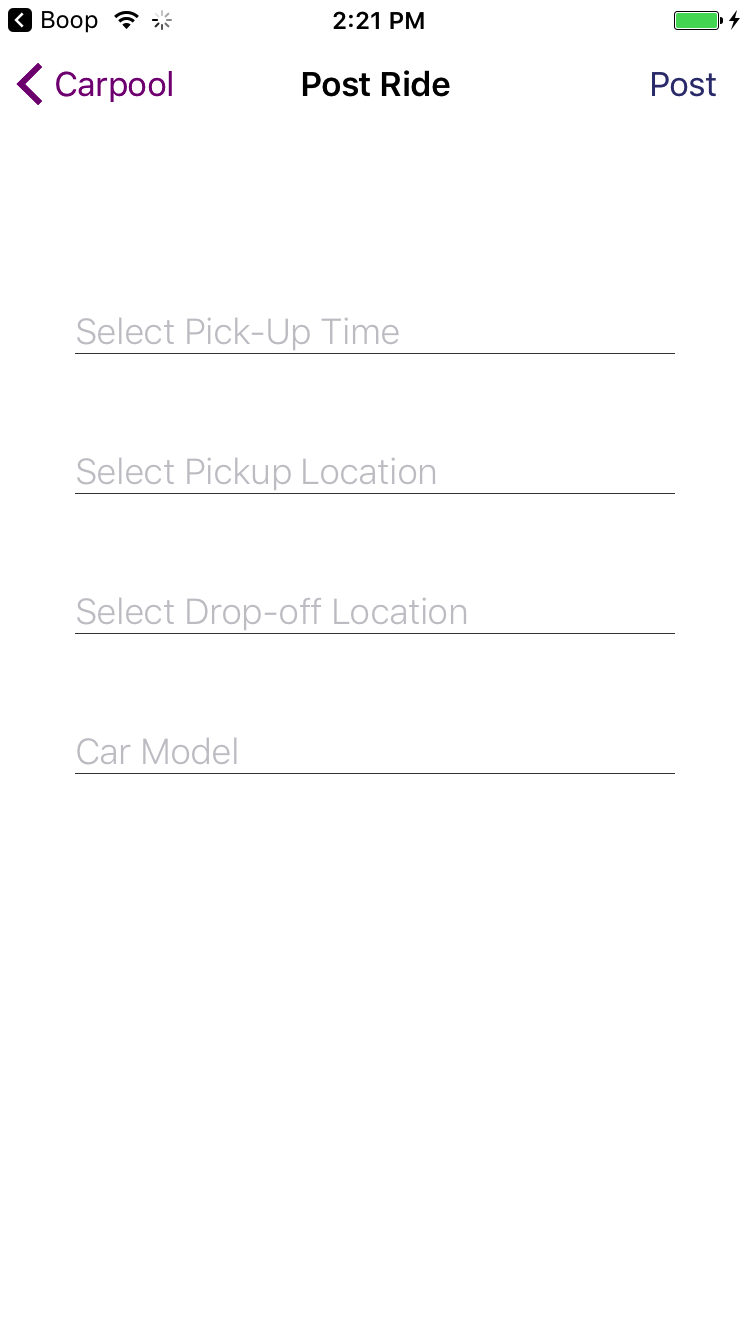 Boop 2:21 PM
Carpool Post Ride Post
Select Pick-Up Time
Select Pickup Location
Select Drop-off Location
Car Model